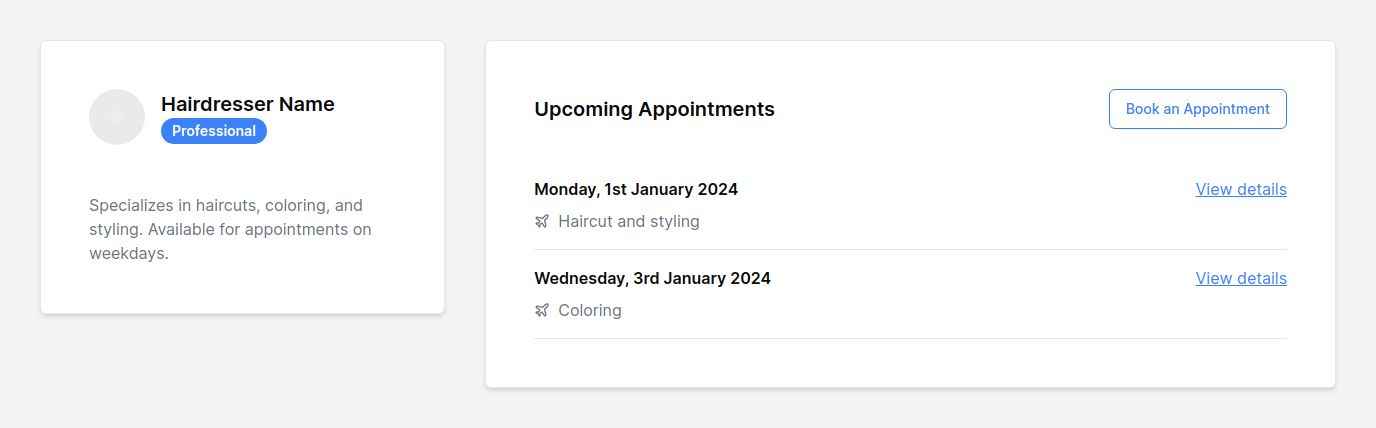 Hairdresser Name
Professional
Specializes in haircuts, coloring, and
styling. Available for appointments on
weekdays.
Upcoming Appointments
Book an Appointment
Monday, 1st January 2024
View details
Haircut and styling
Wednesday, 3rd January 2024
View details
Coloring